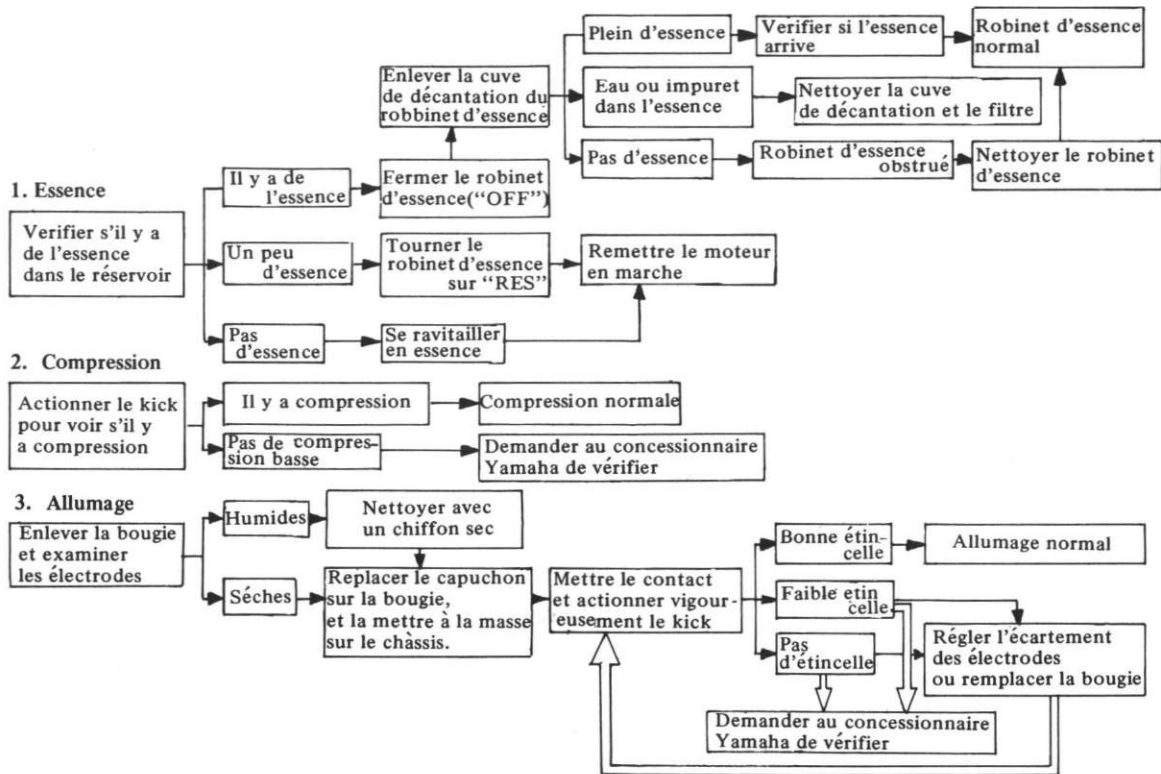 1. Essence
Verifier s'il y a
de l'essence
dans le réservoir
Il y a de
l'essence
Fermer le robinet
d'essence("OFF")
Enlever la cuve
de décantation du
robbinet d'essence
Plein d'essence
Verifier si l'essence
arrive
Robinet d'essence
normal
Eau ou impuret
dans l'essence
Nettoyer la cuve
de décantation et le filtre
Pas d'essence
Robinet d'essence
obstrué
Nettoyer le robinet
d'essence
Un peu
d'essence
Tourner le
robinet d'essence
sur "RES"
Remettre le moteur
en marche
Pas
d'essence
Se ravitailler
en essence
2. Compression
Actionner le kick
pour voir s'il y
a compression
Il y a compression
Compression normale
Pas de compres-
sion basse
Demander au concessionnaire
Yamaha de vérifier
3. Allumage
Enlever la bougie
et examiner
les électrodes
Humides
Nettoyer avec
un chiffon sec
Séches
Replacer le capuchon
sur la bougie,
et la mettre à la masse
sur le chàssis.
Mettre le contact
et actionner vigour-
eusement le kick
Bonne étin-
celle
Allumage normal
Faible etin
celle
Pas
d'étincelle
Régler l'écartement
des électrodes
ou remplacer la bougie
Demander au concessionnaire
Yamaha de vérifier